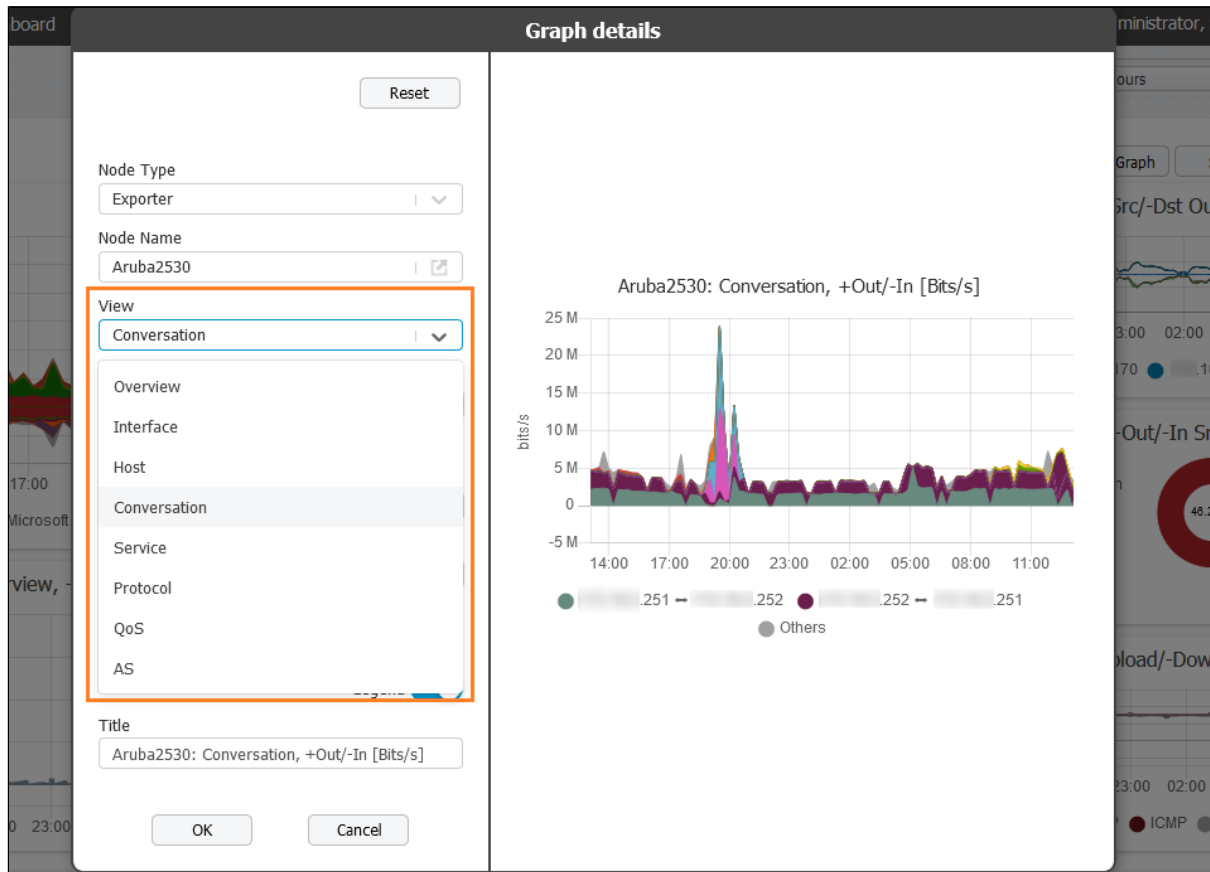 board
Graph details
ministrator,
Reset
ours
Node Type
Graph
Exporter
Src/-Dst Ou
Node Name
Aruba2530
View
Conversation
Overview
Interface
Host
Conversation
Service
Protocol
QoS
AS
Legend
Title
Aruba2530: Conversation, +Out/-In [Bits/s]
OK
Cancel
Aruba2530: Conversation, +Out/-In [Bits/s]
bits/s
25 M
20 M
15 M
10 M
5 M
0
-5 M
14:00 17:00 20:00 23:00 02:00 05:00 08:00 11:00
.251 ↔ .252 .252 ↔ .251
Others
17:00
Microsoft
rview, -
0 23:00
3:00 02:00
170 .1
-Out/-In Sr
46.2
pload/-Dow
23:00 02:00
ICMP